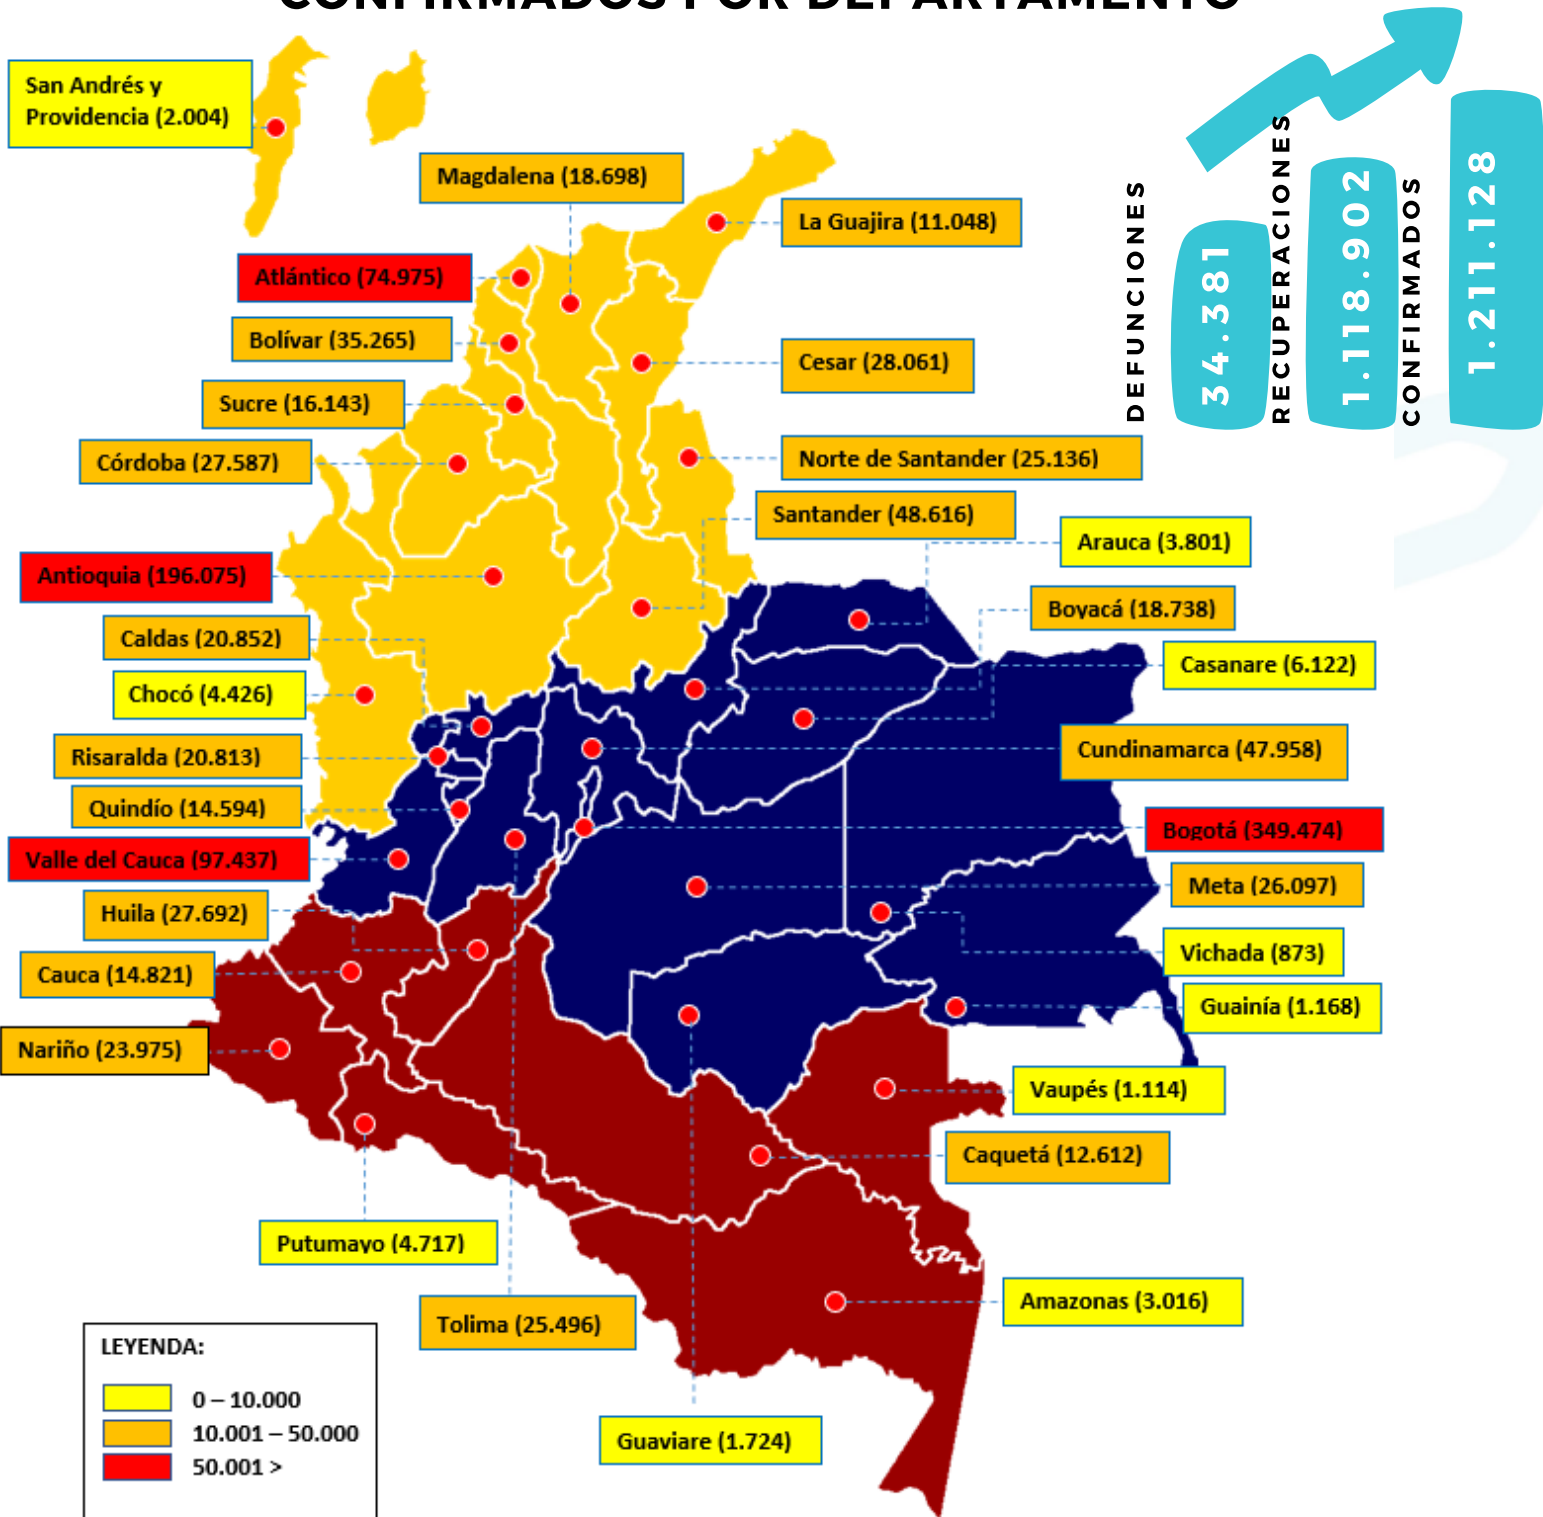 CONFIRMADOS POR DEPARTAMENTO
San Andrés y
Providencia (2.004)
Magdalena (18.698)
La Guajira (11.048)
Atlántico (74.975)
Bolívar (35.265)
Cesar (28.061)
Sucre (16.143)
Córdoba (27.587)
Norte de Santander (25.136)
Santander (48.616)
Arauca (3.801)
Antioquia (196.075)
Boyacá (18.738)
Caldas (20.852)
Casanare (6.122)
Chocó (4.426)
Cundinamarca (47.958)
Risaralda (20.813)
Quindío (14.594)
Bogotá (349.474)
Valle del Cauca (97.437)
Meta (26.097)
Huila (27.692)
Vichada (873)
Cauca (14.821)
Guainía (1.168)
Nariño (23.975)
Vaupés (1.114)
Caquetá (12.612)
Putumayo (4.717)
Amazonas (3.016)
Tolima (25.496)
Guaviare (1.724)
LEYENDA:
0 – 10.000
10.001 – 50.000
50.001 >
DEFUNCIONES
34.381
RECUPERACIONES
1.118.902
CONFIRMADOS
1.211.128